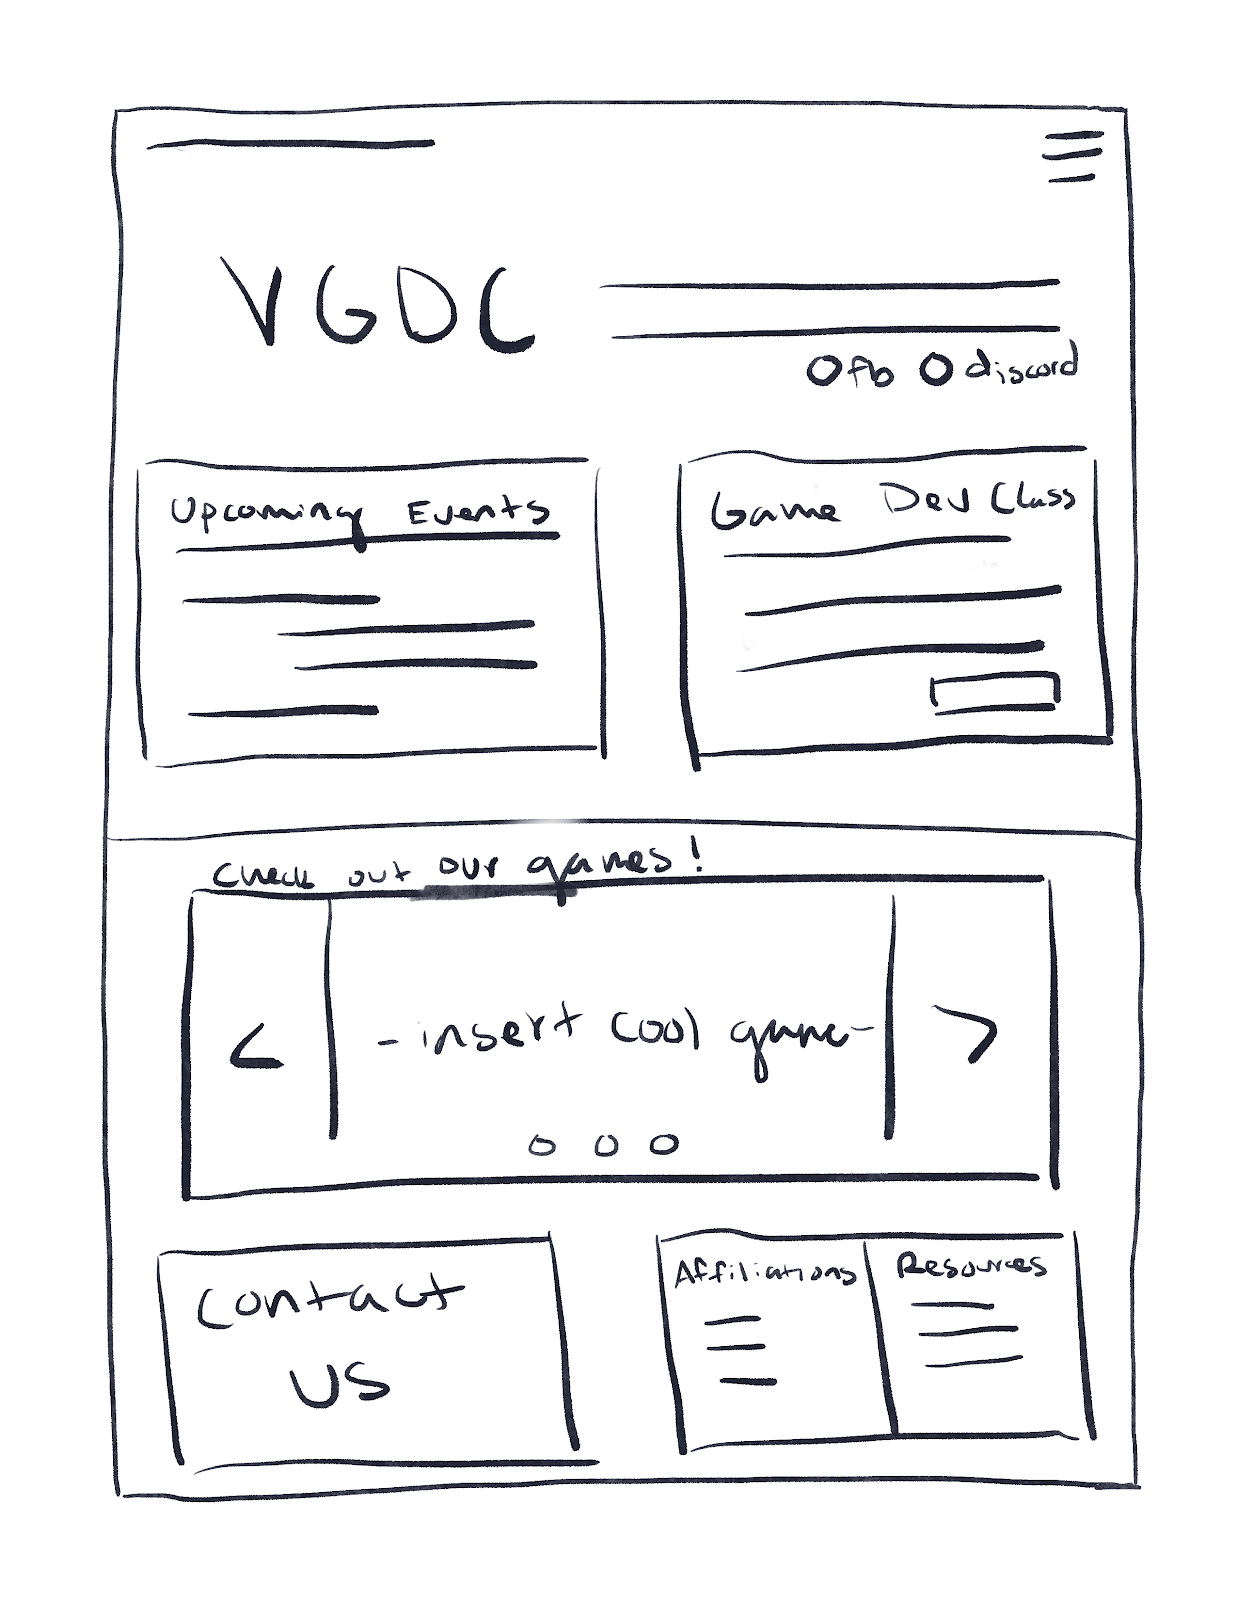 VGDC
fb discord
Upcoming Events
Game Dev Class
Check out our games!
<
-insert cool game-
>
Contact
us
Affiliations
Resources